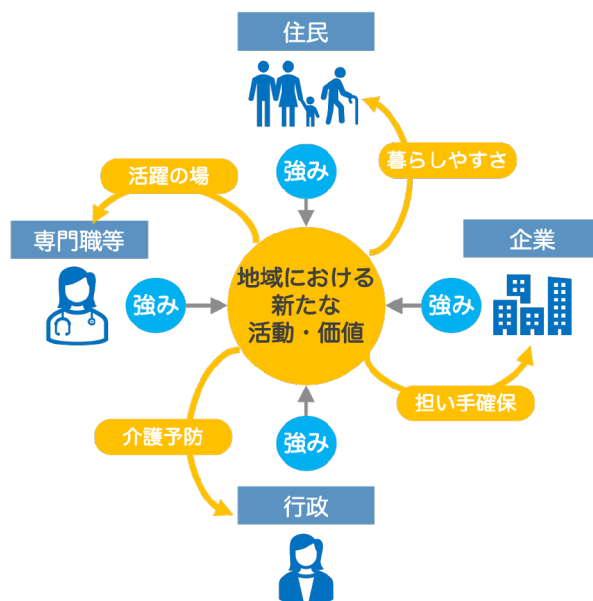 住民
強み
暮らしやすさ
活躍の場
専門職等
企業
強み
地域における
新たな
活動・価値
強み
介護予防
担い手確保
強み
行政